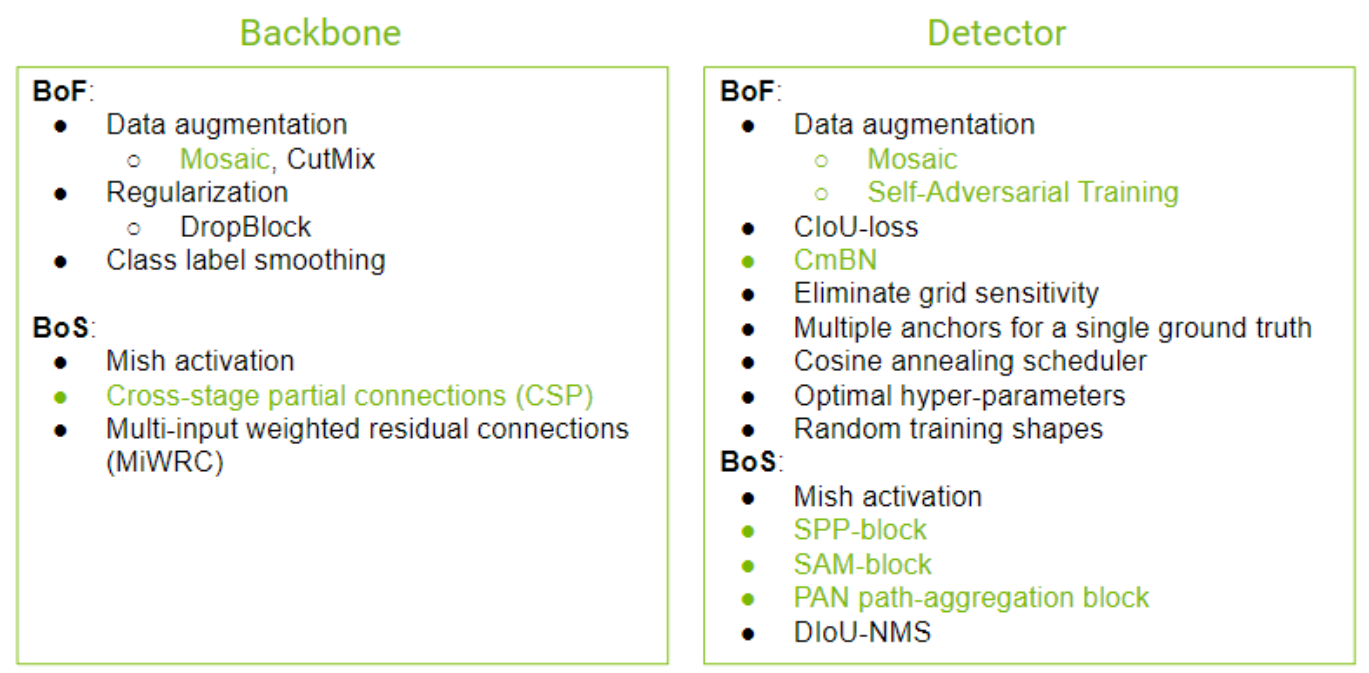 Backbone
BoF:
● Data augmentation
○ Mosaic, CutMix
● Regularization
○ DropBlock
● Class label smoothing
BoS:
● Mish activation
● Cross-stage partial connections (CSP)
● Multi-input weighted residual connections
(MiWRC)
Detector
BoF:
● Data augmentation
○ Mosaic
○ Self-Adversarial Training
● CIoU-loss
● CmBN
● Eliminate grid sensitivity
● Multiple anchors for a single ground truth
● Cosine annealing scheduler
● Optimal hyper-parameters
● Random training shapes
BoS:
● Mish activation
● SPP-block
● SAM-block
● PAN path-aggregation block
● DIoU-NMS